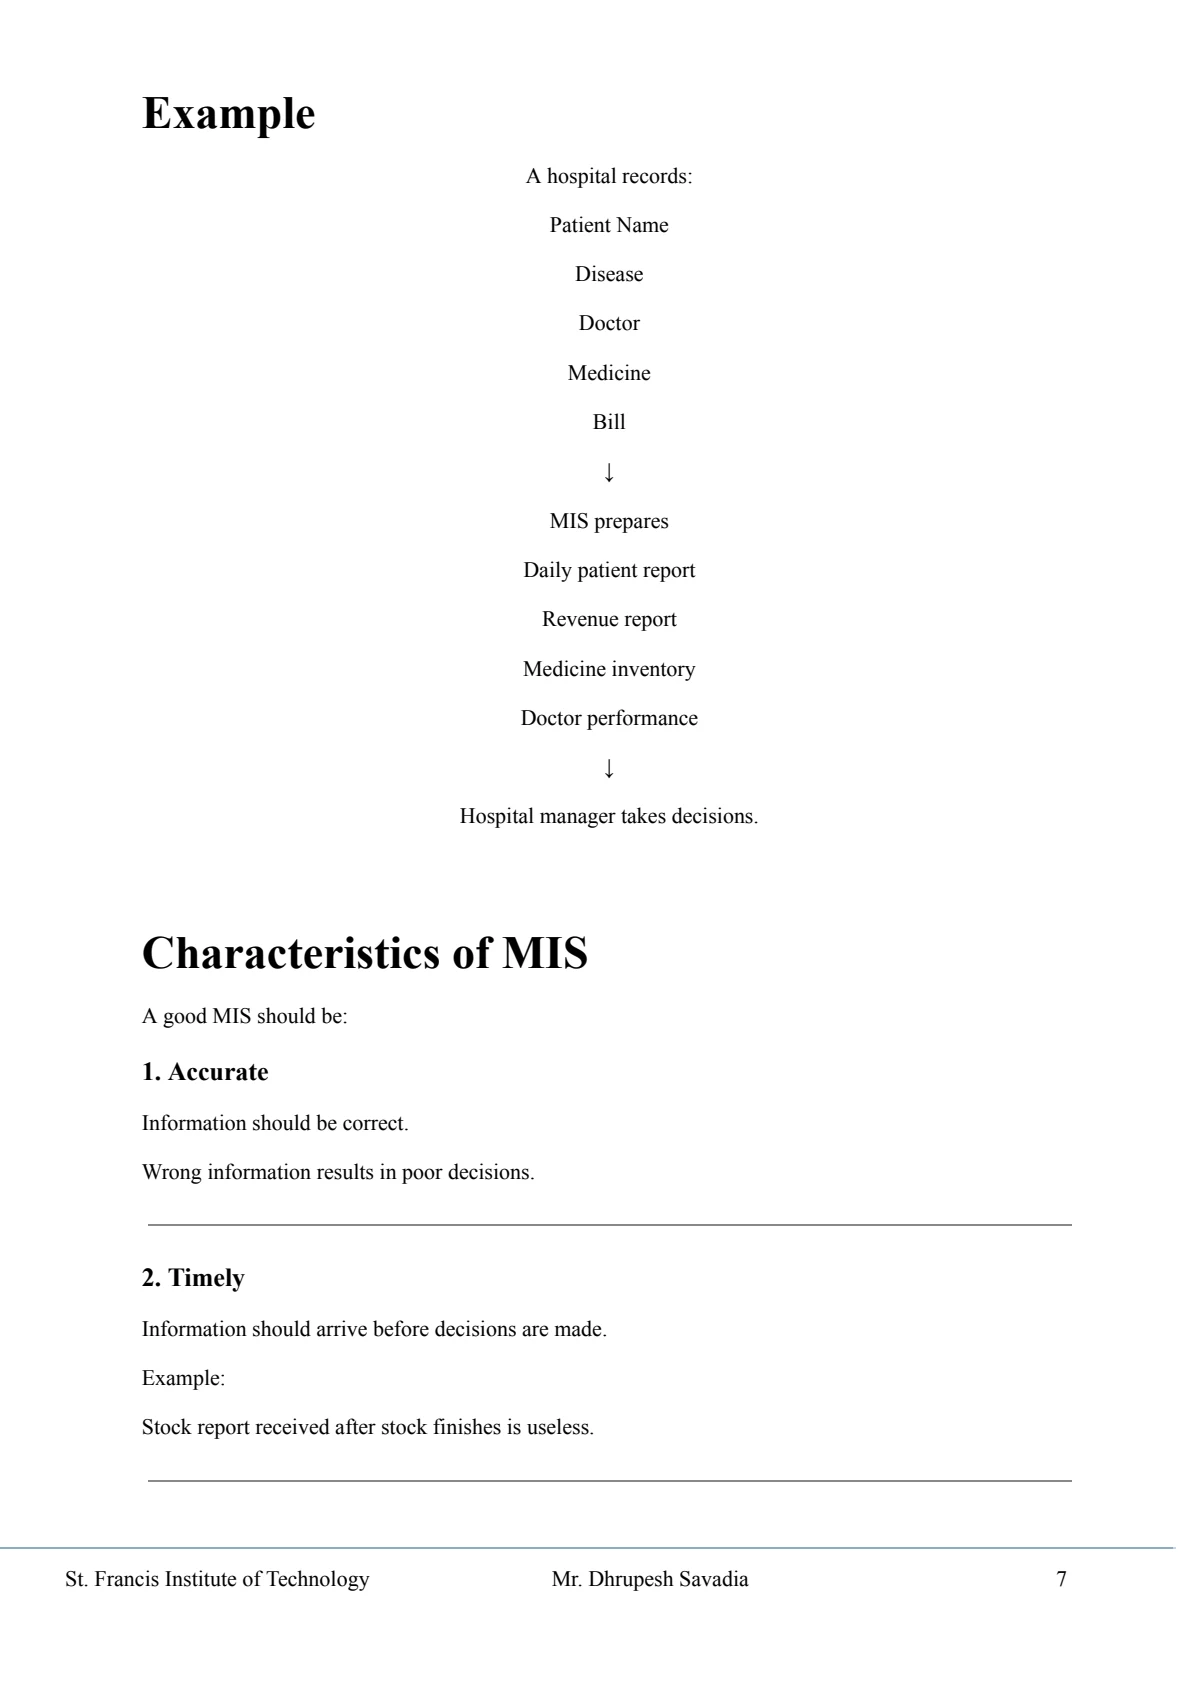 Example
A hospital records:
Patient Name
Disease
Doctor
Medicine
Bill
↓
MIS prepares
Daily patient report
Revenue report
Medicine inventory
Doctor performance
↓
Hospital manager takes decisions.
Characteristics of MIS
A good MIS should be:
1. Accurate
Information should be correct.
Wrong information results in poor decisions.
2. Timely
Information should arrive before decisions are made.
Example:
Stock report received after stock finishes is useless.
St. Francis Institute of Technology Mr. Dhrupesh Savadia 7